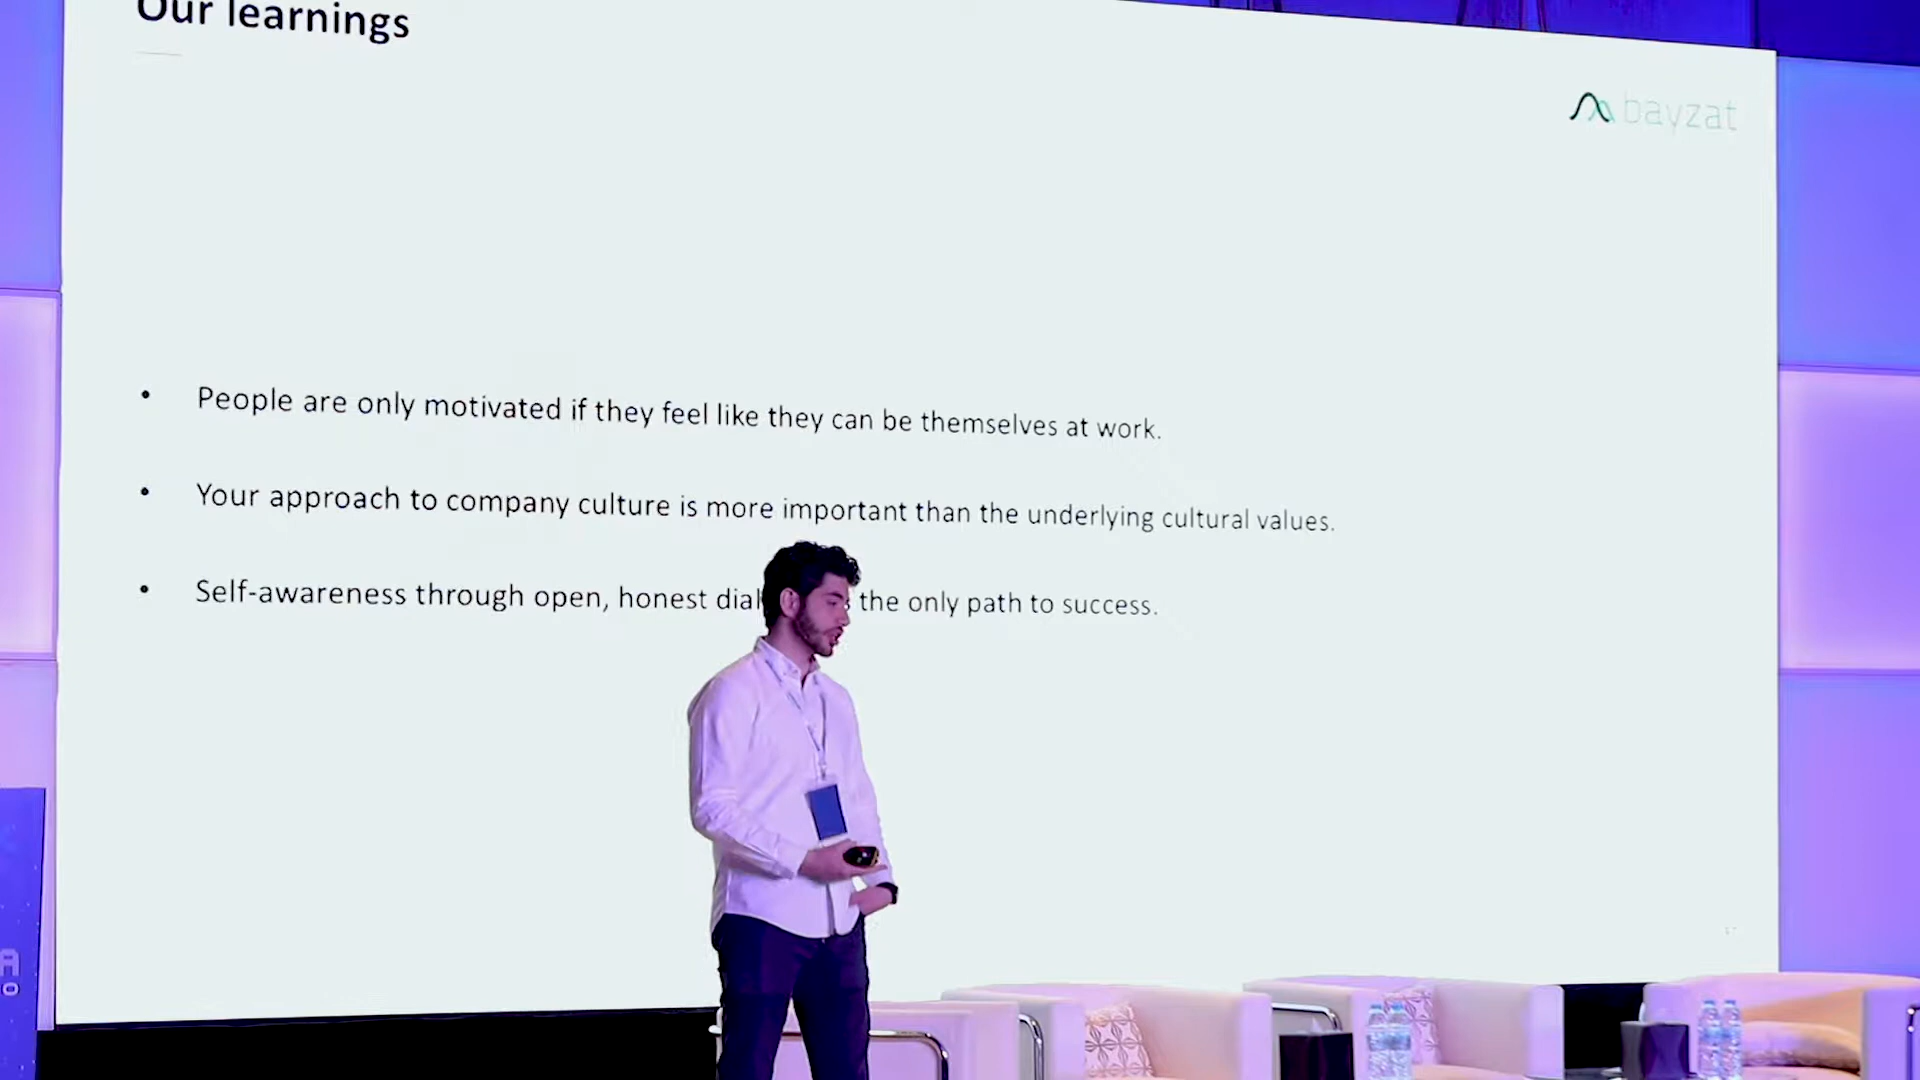 Our learnings
bayzat
• People are only motivated if they feel like they can be themselves at work.
• Your approach to company culture is more important than the underlying cultural values.
• Self-awareness through open, honest the only path to success.
A
O